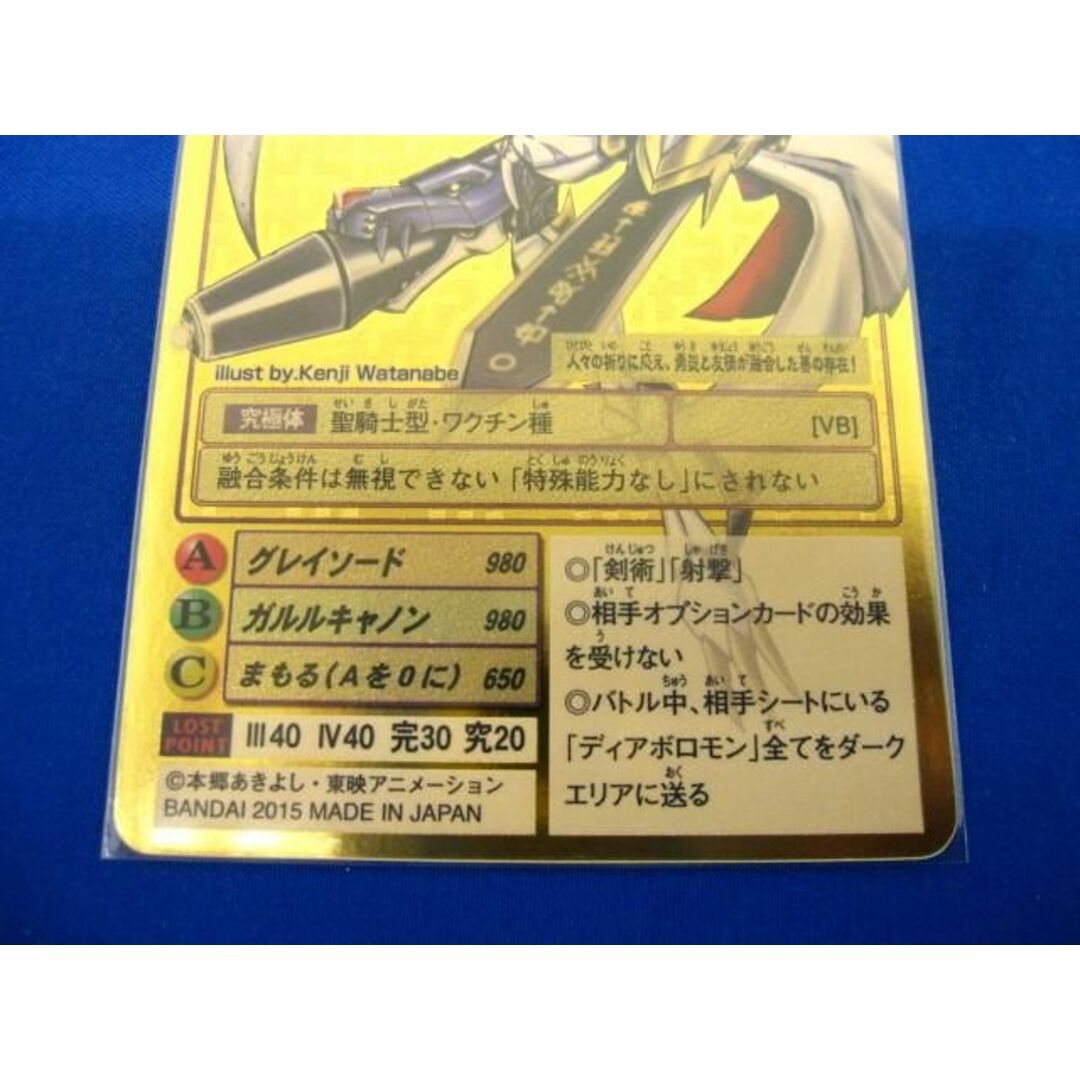 人々の祈りに応え、勇気と友情が融合した善の存在!
illust by.Kenji Watanabe
究極体 聖騎士型・ワクチン種 [VB]
融合条件は無視できない「特殊能力なし」にされない
A グレイソード 980
B ガルルキャノン 980
C まもる(Aを0に) 650
LOST POINT Ⅲ40 Ⅳ40 完30 究20
©本郷あきよし・東映アニメーション
BANDAI 2015 MADE IN JAPAN
◎「剣術」「射撃」
◎相手オプションカードの効果
を受けない
◎バトル中、相手シートにいる
「ディアボロモン」全てをダーク
エリアに送る